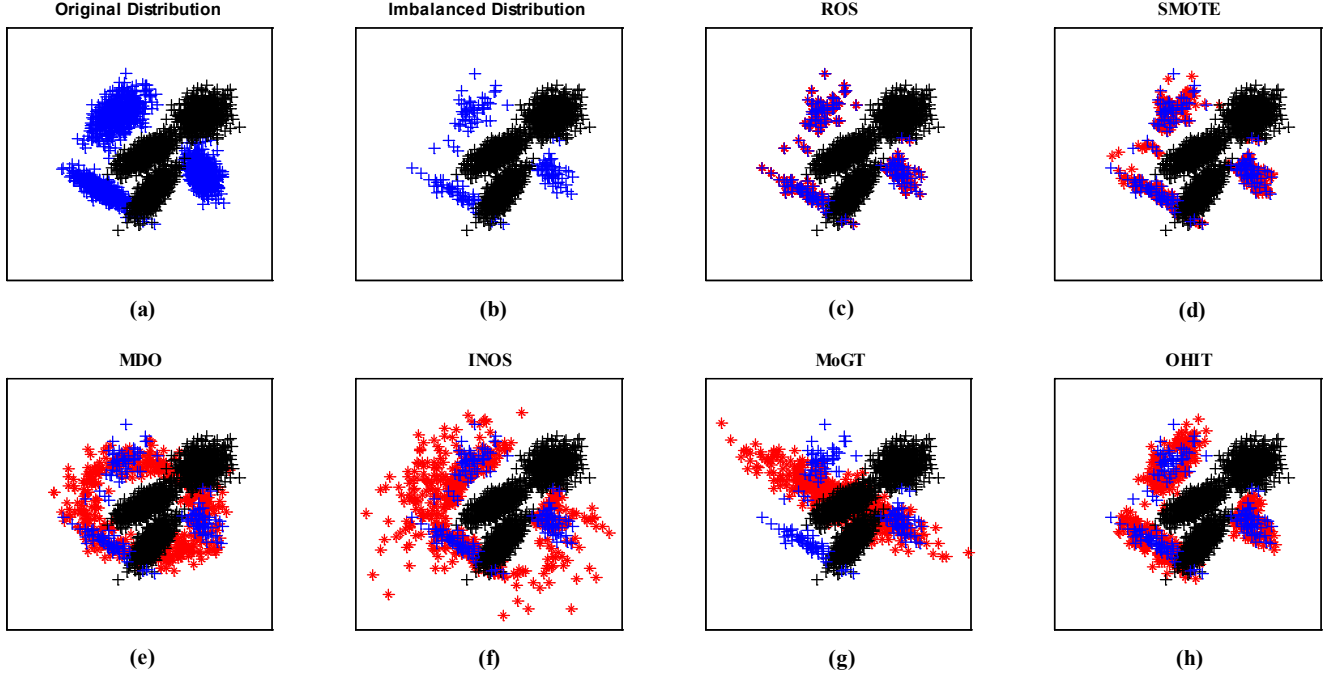 Original Distribution
Imbalanced Distribution
ROS
SMOTE
(a)
(b)
(c)
(d)
MDO
INOS
MoGT
OHIT
(e)
(f)
(g)
(h)